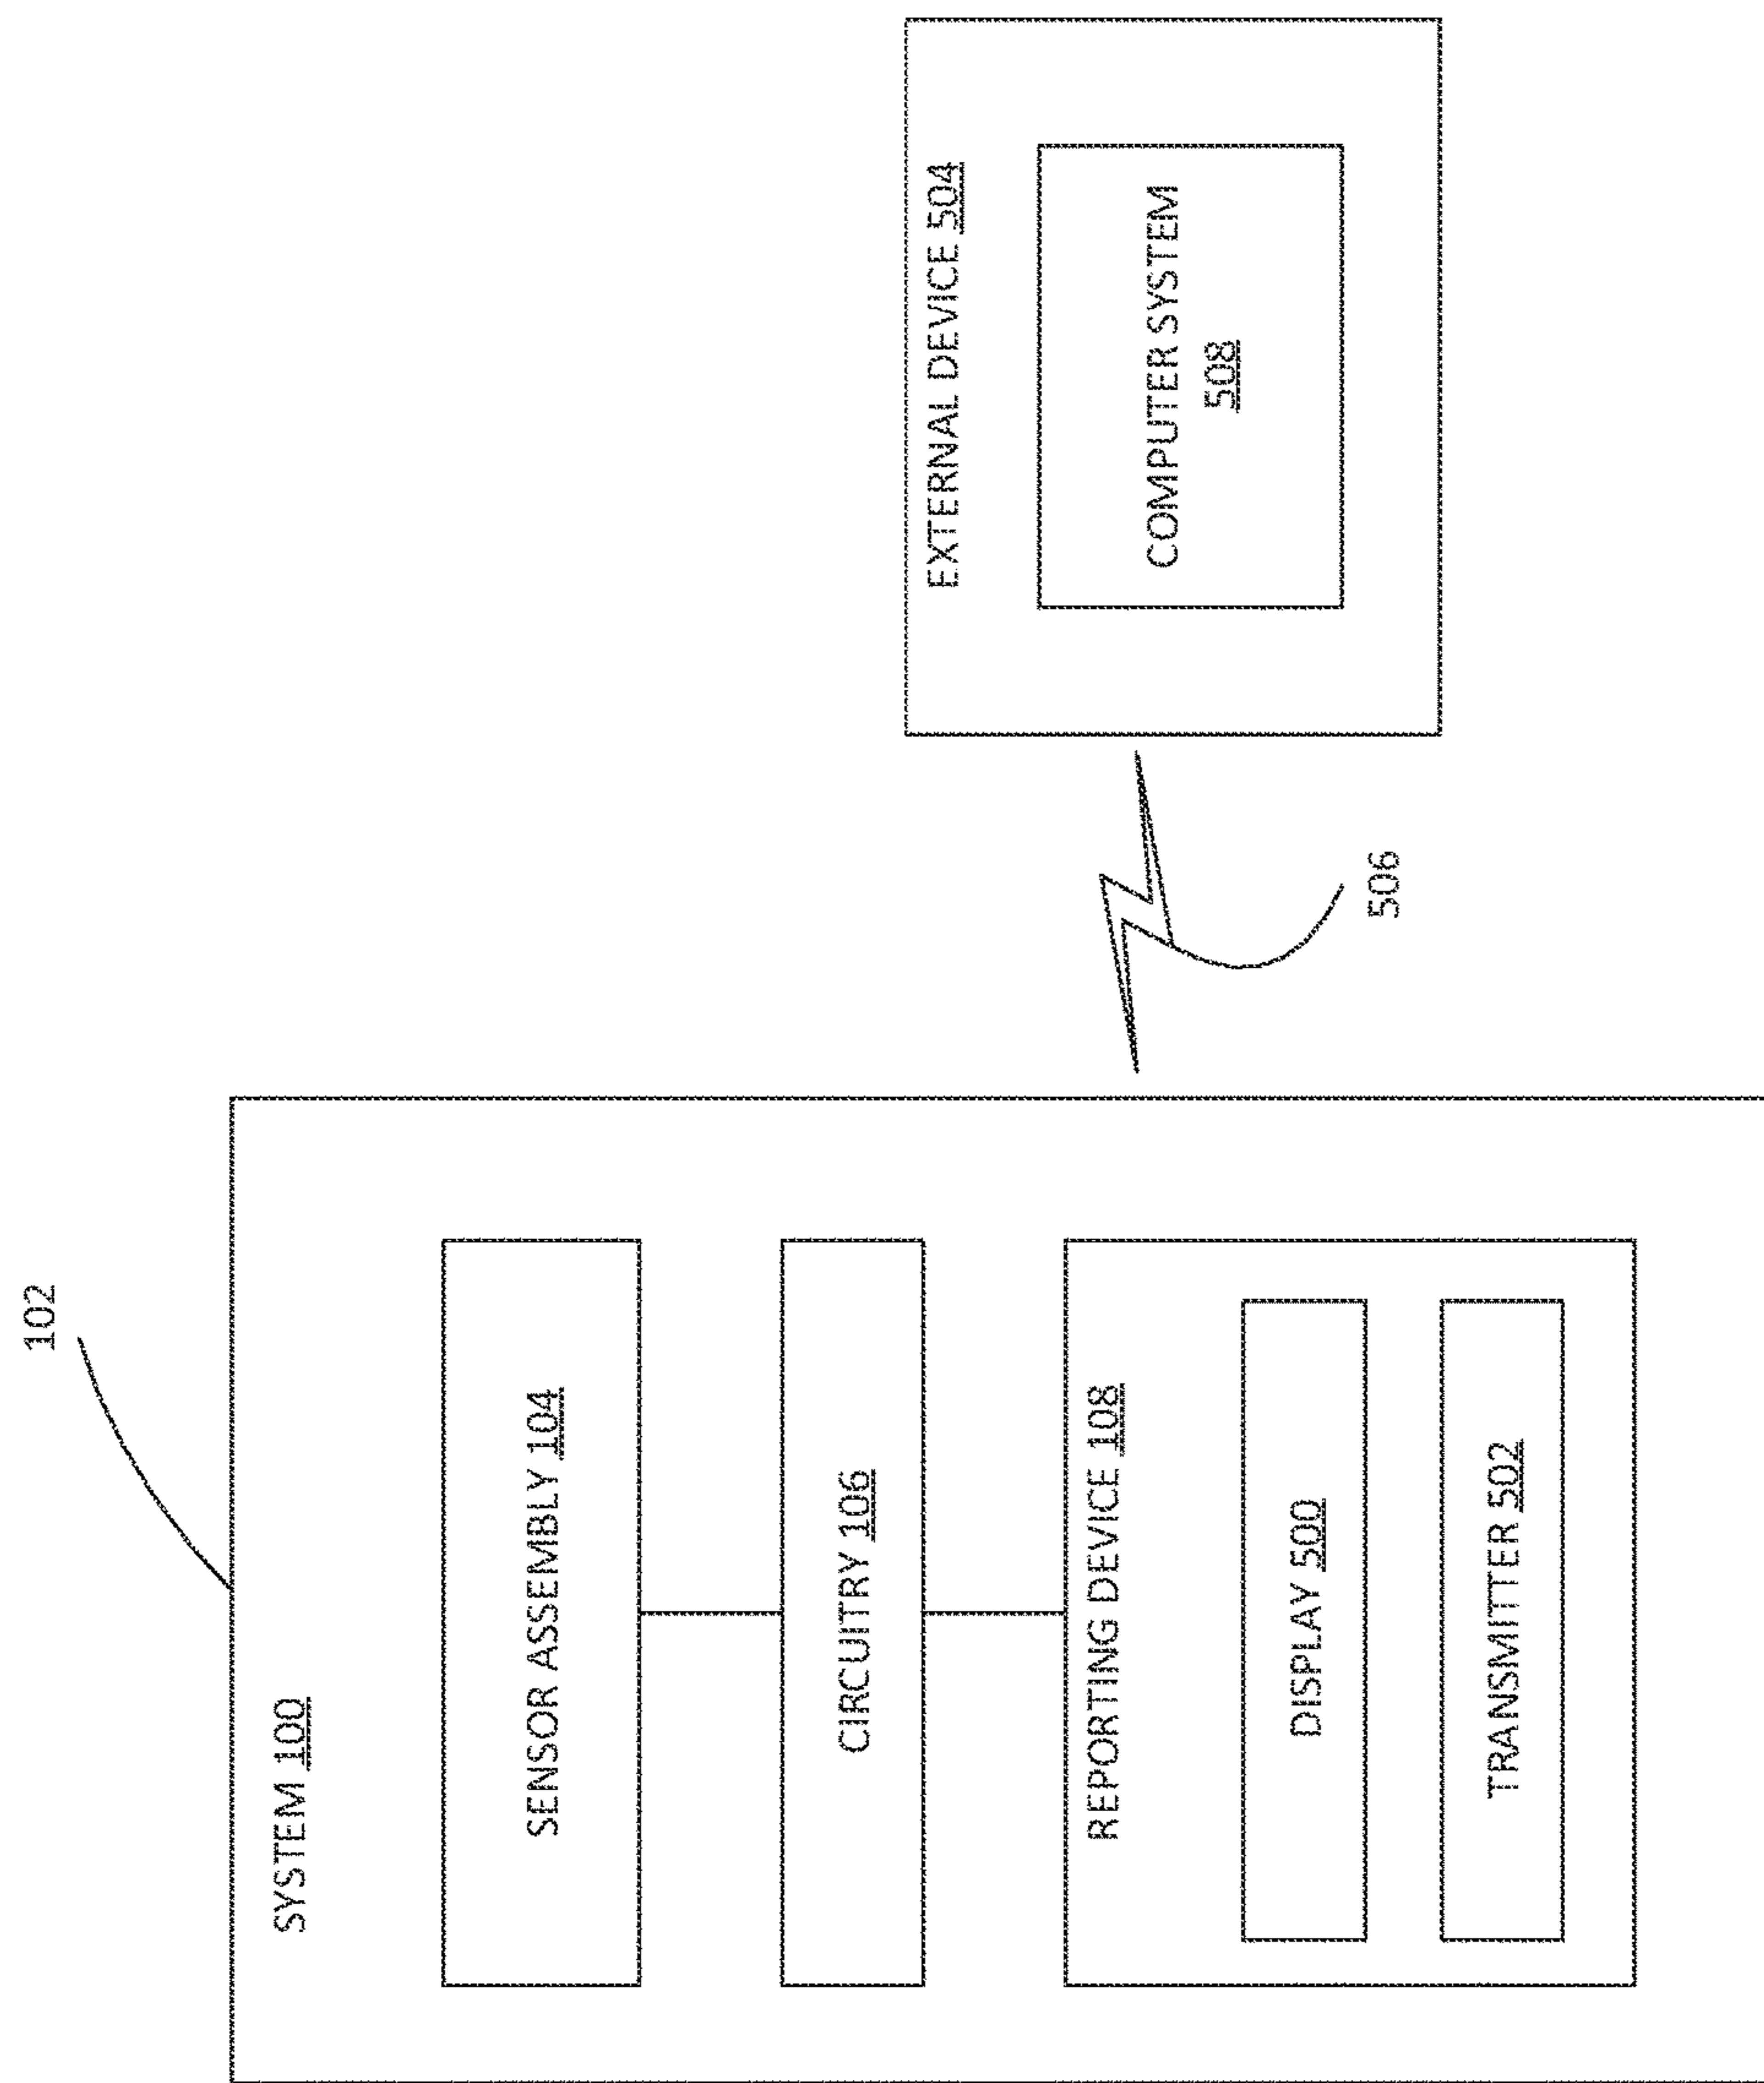 102
SYSTEM 100
SENSOR ASSEMBLY 104
CIRCUITRY 106
REPORTING DEVICE 108
DISPLAY 500
TRANSMITTER 502
506
EXTERNAL DEVICE 504
COMPUTER SYSTEM
508